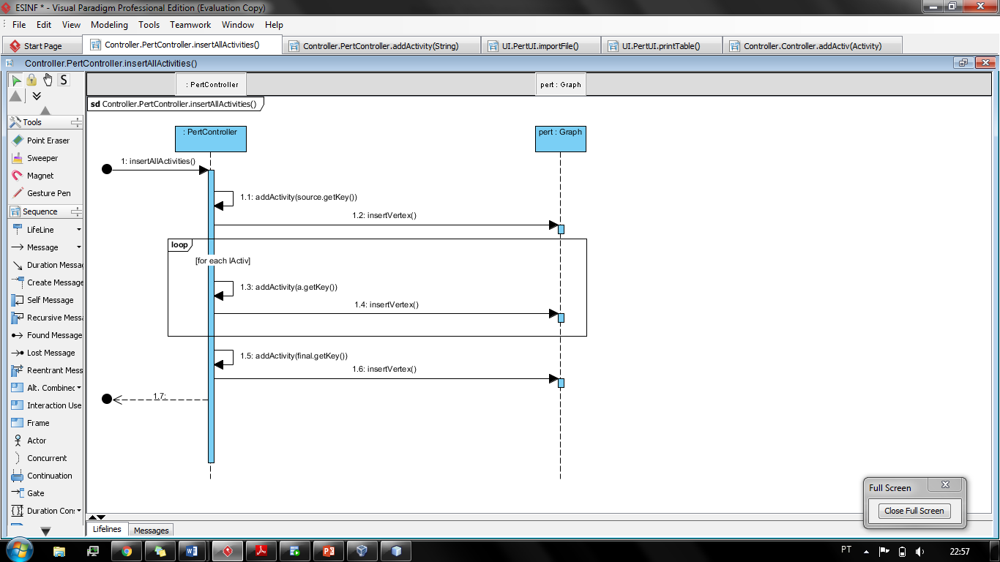 ESINF * - Visual Paradigm Professional Edition (Evaluation Copy)
File Edit View Modeling Tools Teamwork Window Help
Start Page Controller.PertController.insertAllActivities() Controller.PertController.addActivity(String) UI.PertUI.importFile() UI.PertUI.printTable() Controller.Controller.addActiv(Activity)
Controller.PertController.insertAllActivities()
S
: PertController pert : Graph
sd Controller.PertController.insertAllActivities()
Tools
Point Eraser
Sweeper
Magnet
Gesture Pen
Sequence
LifeLine
Message
Duration Messa
Create Message
Self Message
Recursive Mess
Found Message
Lost Message
Reentrant Mess
Alt. Combinec
Interaction Use
Frame
Actor
Concurrent
Continuation
Gate
Duration Con:
: PertController pert : Graph
1: insertAllActivities()
1.1: addActivity(source.getKey())
1.2: insertVertex()
loop
[for each lActiv]
1.3: addActivity(a.getKey())
1.4: insertVertex()
1.5: addActivity(final.getKey())
1.6: insertVertex()
1.7:
Full Screen
Close Full Screen
Lifelines Messages
PT 22:57